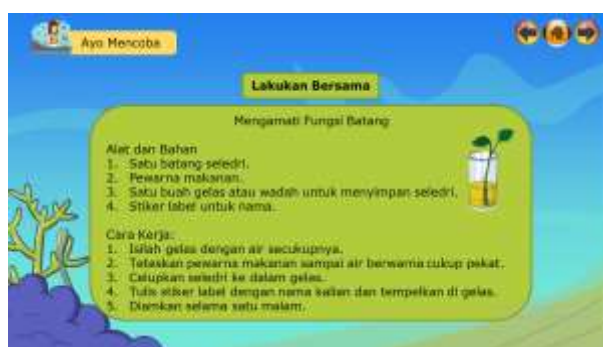 Ayo Mencoba
Lakukan Bersama
Mengamati Fungsi Batang
Alat dan Bahan
1. Satu batang seledri.
2. Pewarna makanan.
3. Satu buah gelas atau wadah untuk menyimpan seledri.
4. Stiker label untuk nama.
Cara Kerja:
1. Isilah gelas dengan air secukupnya.
2. Teteskan pewarna makanan sampai air berwarna cukup pekat.
3. Celupkan seledri ke dalam gelas.
4. Tulis stiker label dengan nama kalian dan tempelkan di gelas.
5. Diamkan selama satu malam.